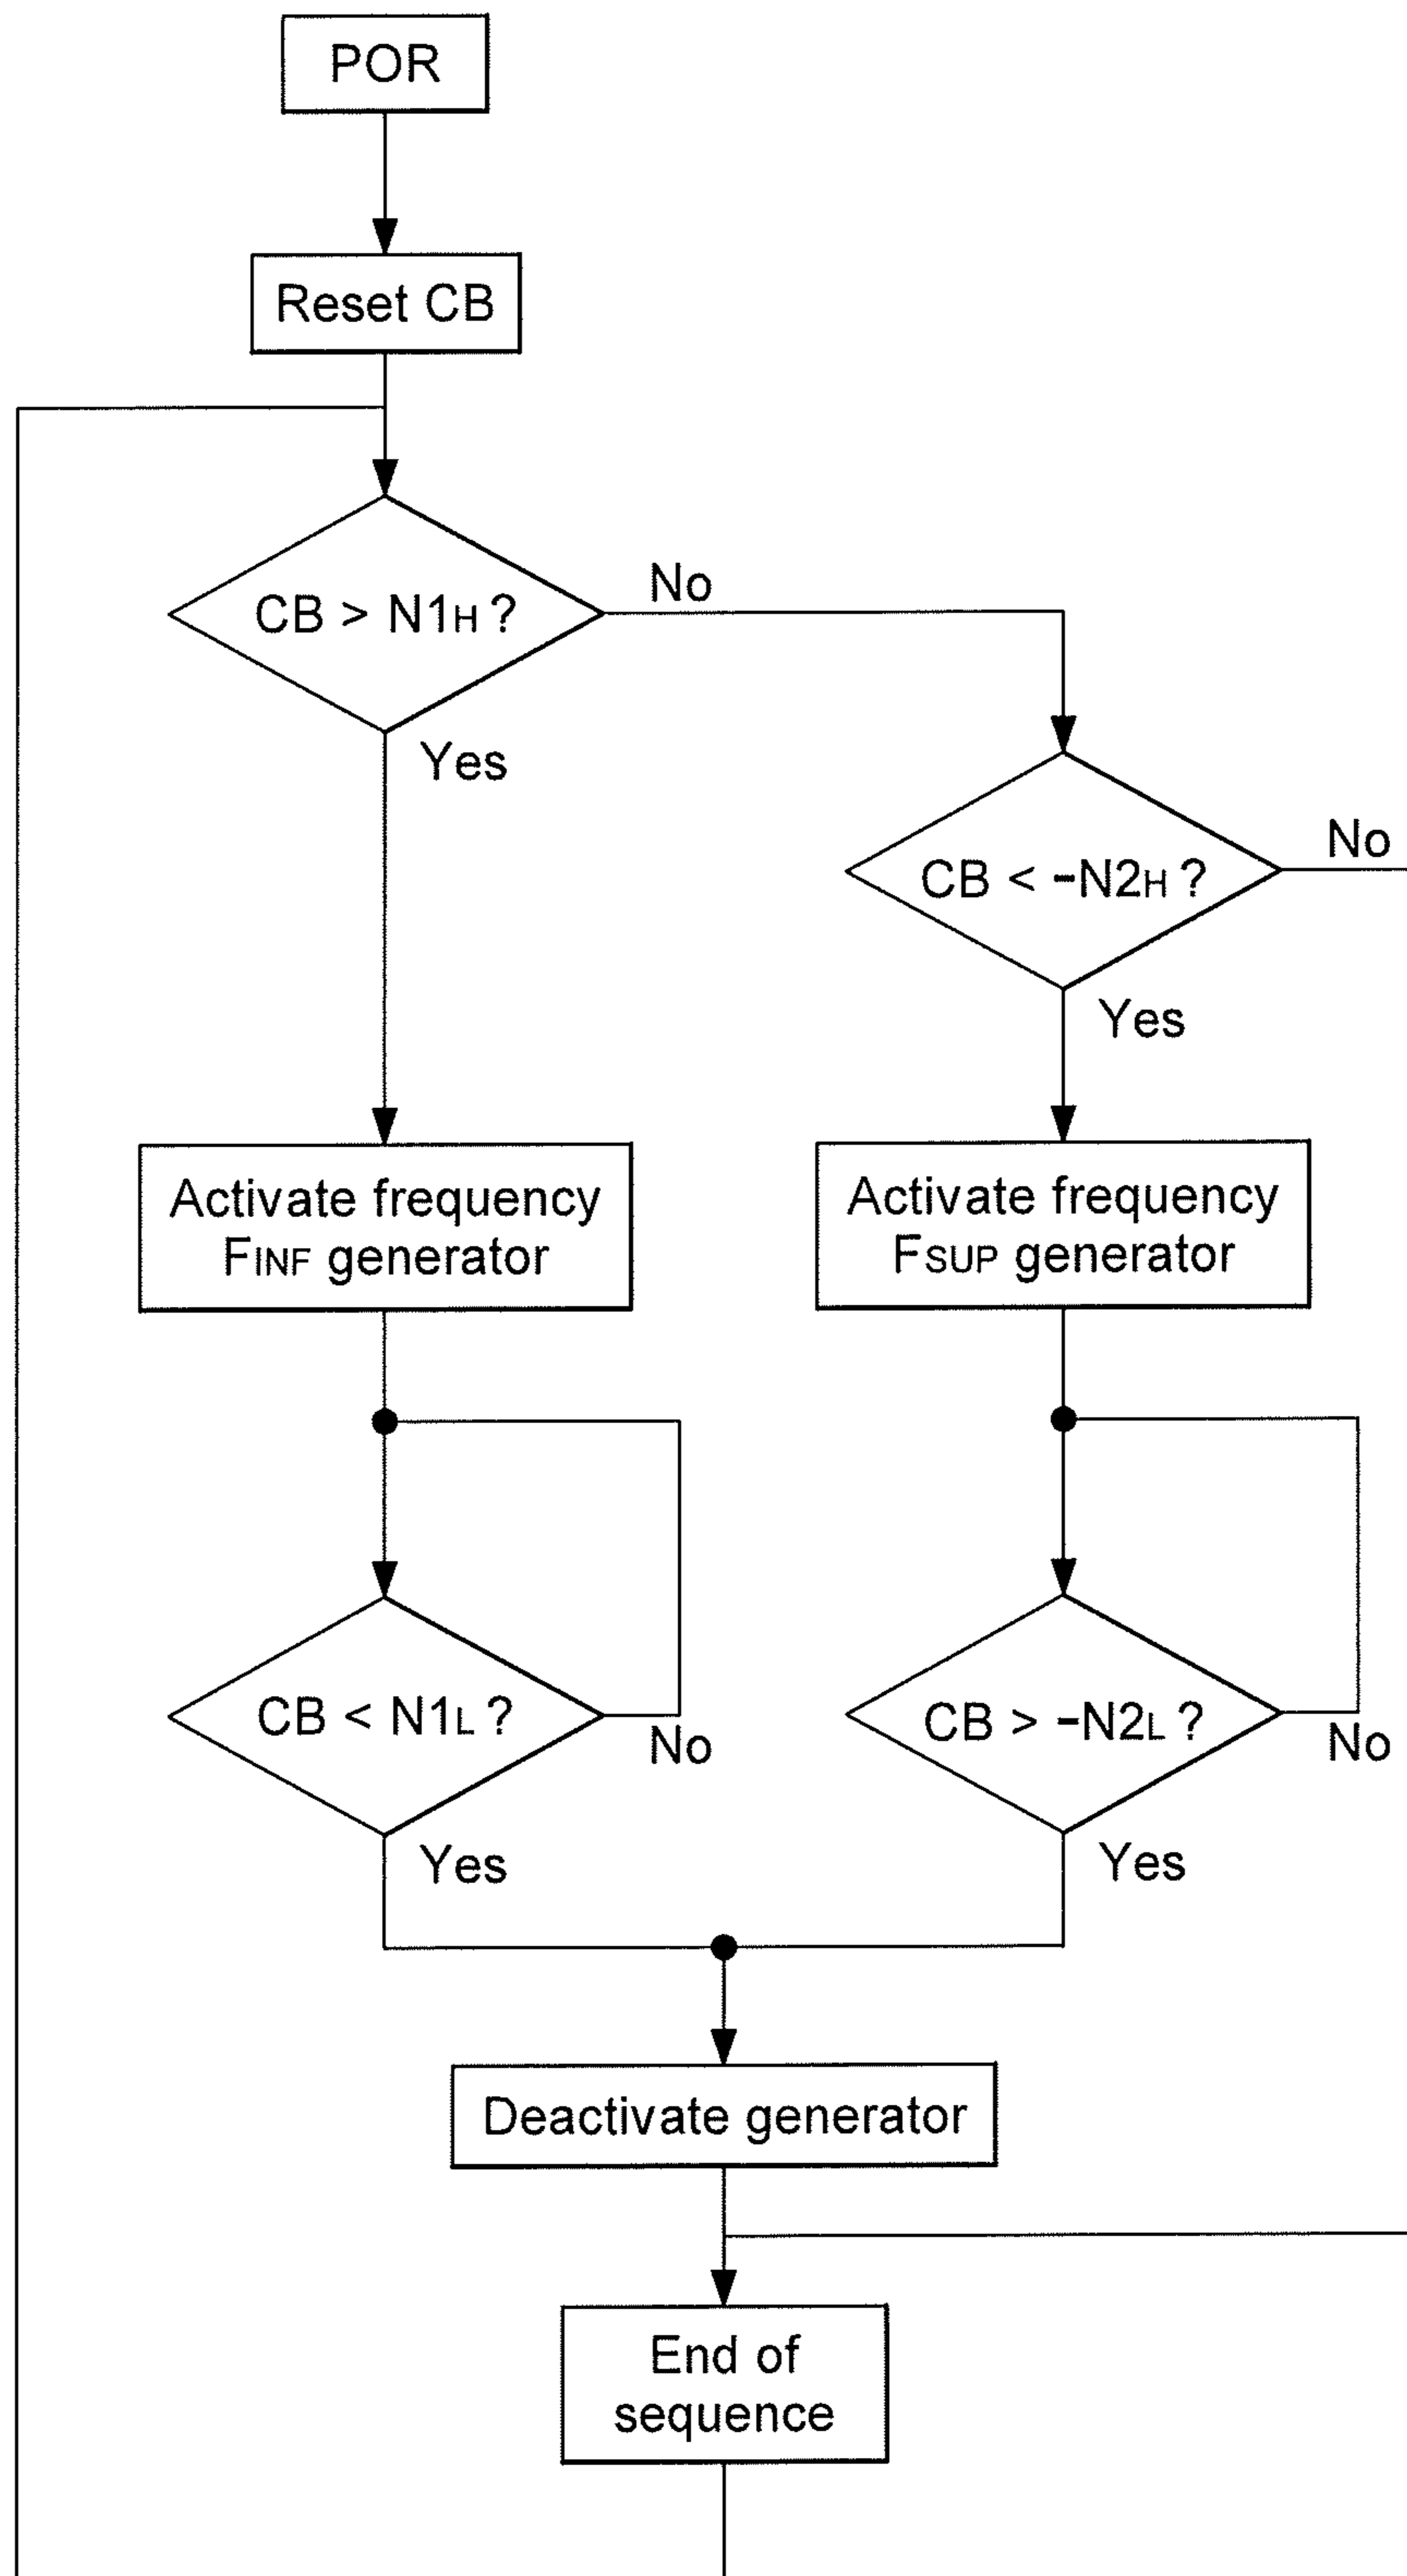 POR
Reset CB
CB > N1H ?
No
Yes
CB < -N2H ?
No
Yes
Activate frequency
FINF generator
Activate frequency
FSUP generator
CB < N1L ?
No
Yes
CB > -N2L ?
No
Yes
Deactivate generator
End of
sequence